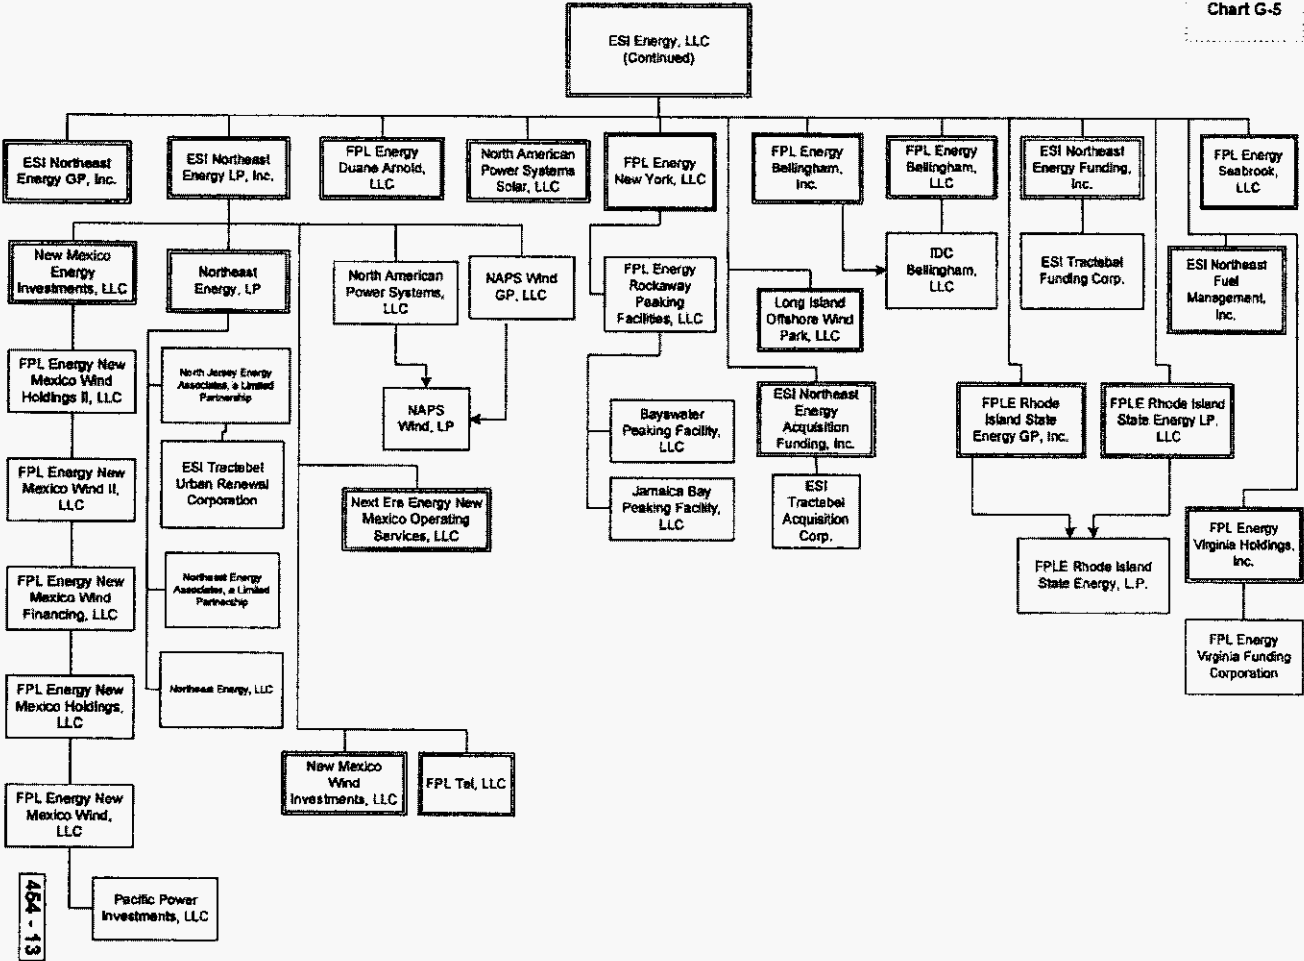 Chart G-5
ESI Energy, LLC
(Continued)
ESI Northeast
Energy GP, Inc.
ESI Northeast
Energy LP, Inc.
FPL Energy
Duane Arnold,
LLC
North American
Power Systems
Solar, LLC
FPL Energy
New York, LLC
FPL Energy
Bellingham,
Inc.
FPL Energy
Bellingham,
LLC
ESI Northeast
Energy Funding,
Inc.
FPL Energy
Seabrook,
LLC
New Mexico
Energy
Investments, LLC
Northeast
Energy, LP
North American
Power Systems,
LLC
NAPS Wind
GP, LLC
FPL Energy
Rockaway
Peaking
Facilities, LLC
Long Island
Offshore Wind
Park, LLC
IDC
Bellingham,
LLC
ESI Tractebel
Funding Corp.
ESI Northeast
Fuel
Management,
Inc.
FPL Energy New
Mexico Wind
Holdings II, LLC
North Jersey Energy
Associates, a Limited
Partnership
NAPS
Wind, LP
Bayswater
Peaking Facility,
LLC
ESI Northeast
Energy
Acquisition
Funding, Inc.
FPLE Rhode
Island State
Energy GP, Inc.
FPLE Rhode Island
State Energy LP,
LLC
FPL Energy New
Mexico Wind II,
LLC
ESI Tractebel
Urban Renewal
Corporation
Next Era Energy New
Mexico Operating
Services, LLC
Jamaica Bay
Peaking Facility,
LLC
ESI
Tractebel
Acquisition
Corp.
FPL Energy
Virginia Holdings,
Inc.
FPL Energy New
Mexico Wind
Financing, LLC
Northeast Energy
Associates, a Limited
Partnership
FPLE Rhode Island
State Energy, L.P.
FPL Energy
Virginia Funding
Corporation
FPL Energy New
Mexico Holdings,
LLC
Northeast Energy, LLC
New Mexico
Wind
Investments, LLC
FPL Tel, LLC
FPL Energy New
Mexico Wind,
LLC
Pacific Power
Investments, LLC
454 - 13